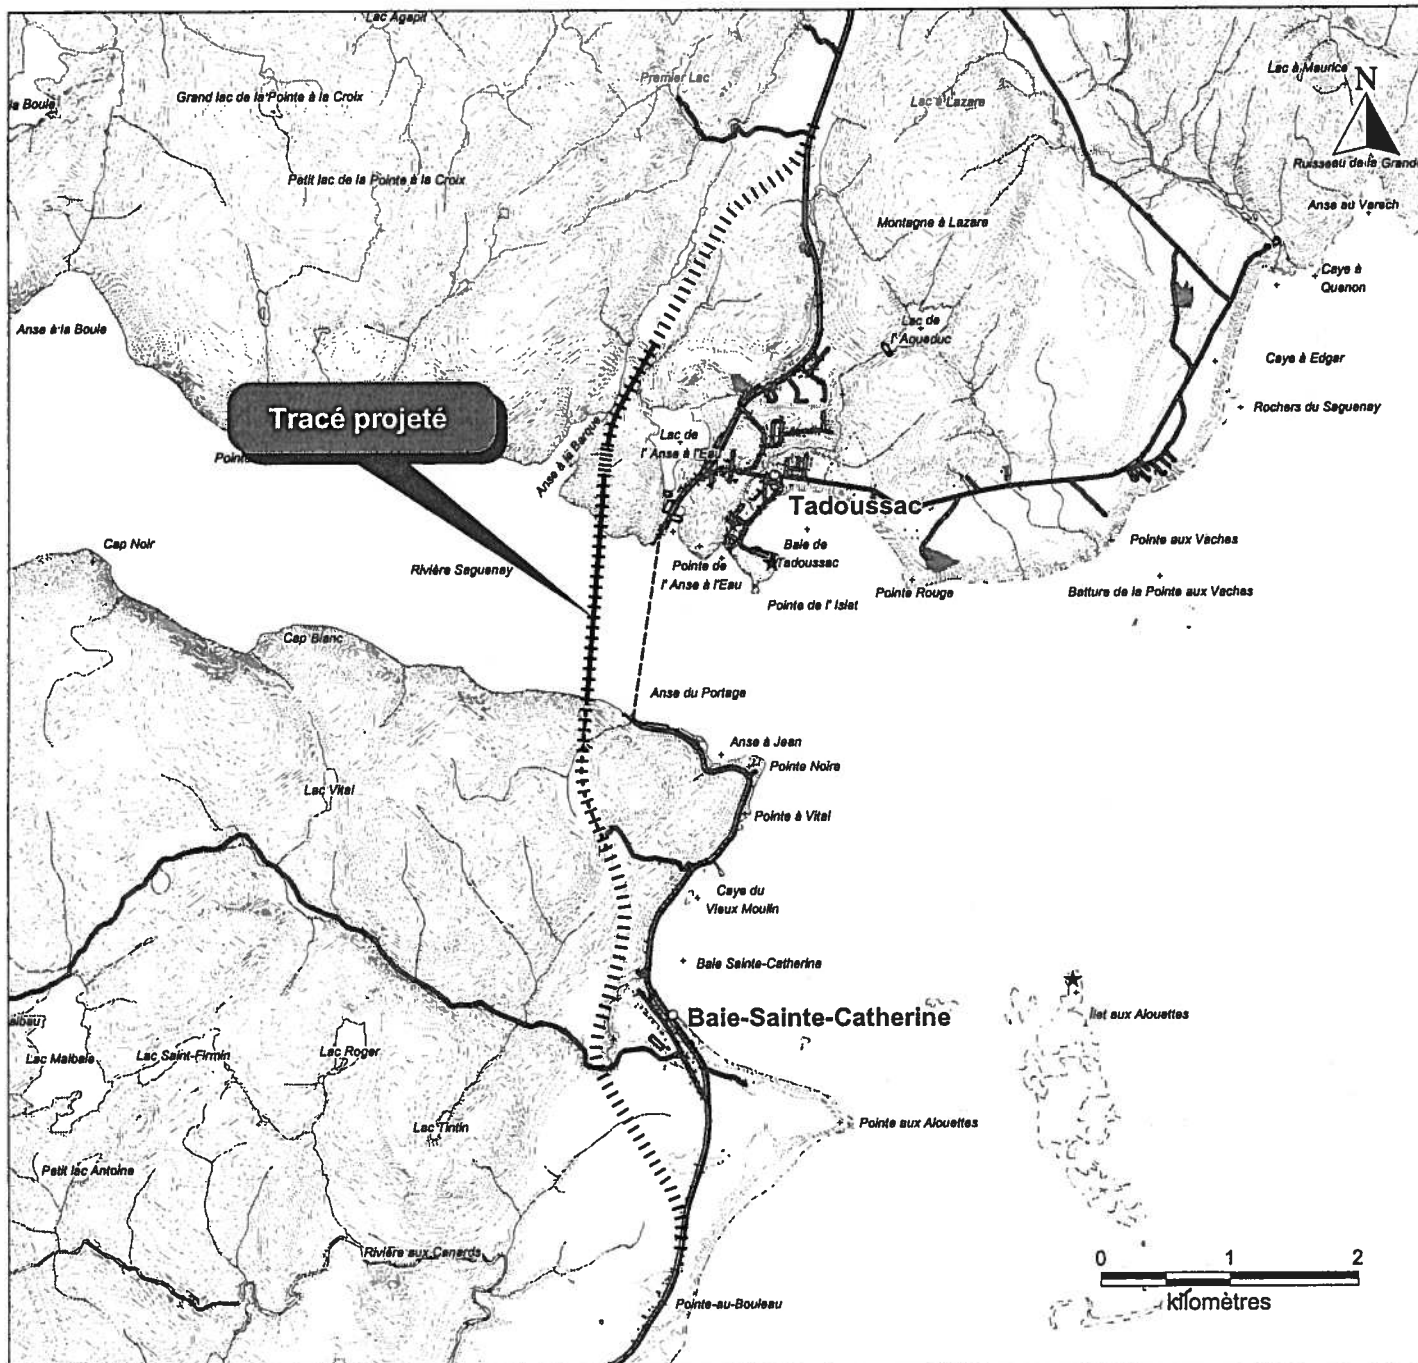 Lac Agapit
Premier Lac
Lac à Maurice
la Boule
Grand lac de la Pointe à la Croix
Lac à Lazare
N
Petit lac de la Pointe à la Croix
Ruisseau de la Grande
Anse au Varech
Montagne à Lazare
Caye à
Quenon
Anse à la Boule
Lac de
l'Aqueduc
Caye à Edgar
Rochers du Saguenay
Tracé projeté
Anse à la Barque
Lac de
l'Anse à l'Eau
Pointe
Tadoussac
Cap Noir
Rivière Saguenay
Baie de
Tadoussac
Pointe de
l'Anse à l'Eau
Pointe aux Vaches
Pointe de l'Islet
Pointe Rouge
Batture de la Pointe aux Vaches
Cap Blanc
Anse du Portage
Anse à Jean
Pointe Noire
Lac Vital
Pointe à Vital
Caye du
Vieux Moulin
Baie Sainte-Catherine
Baie-Sainte-Catherine
Îlet aux Alouettes
Lac Malbaie
Lac Saint-Firmin
Lac Roger
Lac Tintin
Pointe aux Alouettes
Petit lac Antoine
Rivière aux Canards
0 1 2
kilomètres
Pointe-au-Bouleau